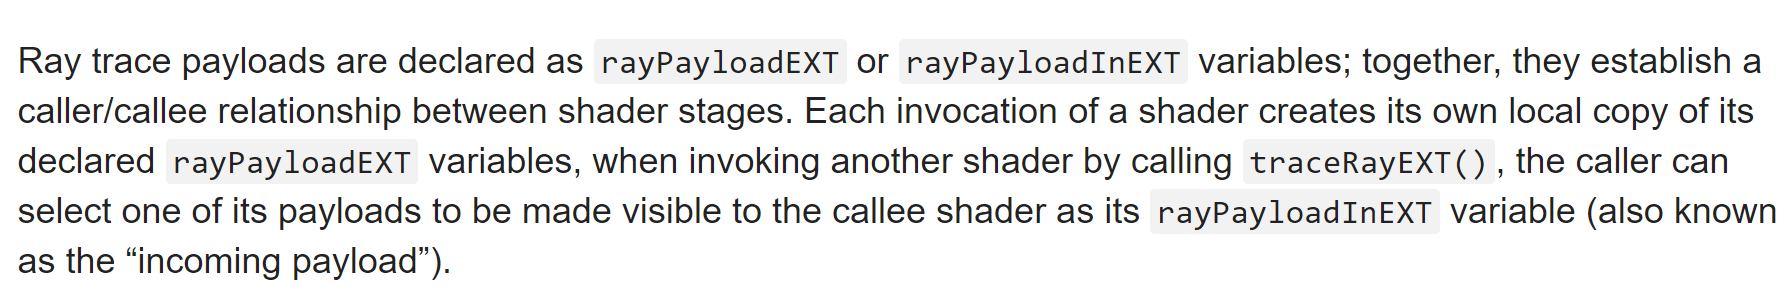 Ray trace payloads are declared as rayPayloadEXT or rayPayloadInEXT variables; together, they establish a
caller/callee relationship between shader stages. Each invocation of a shader creates its own local copy of its
declared rayPayloadEXT variables, when invoking another shader by calling traceRayEXT(), the caller can
select one of its payloads to be made visible to the callee shader as its rayPayloadInEXT variable (also known
as the “incoming payload”).